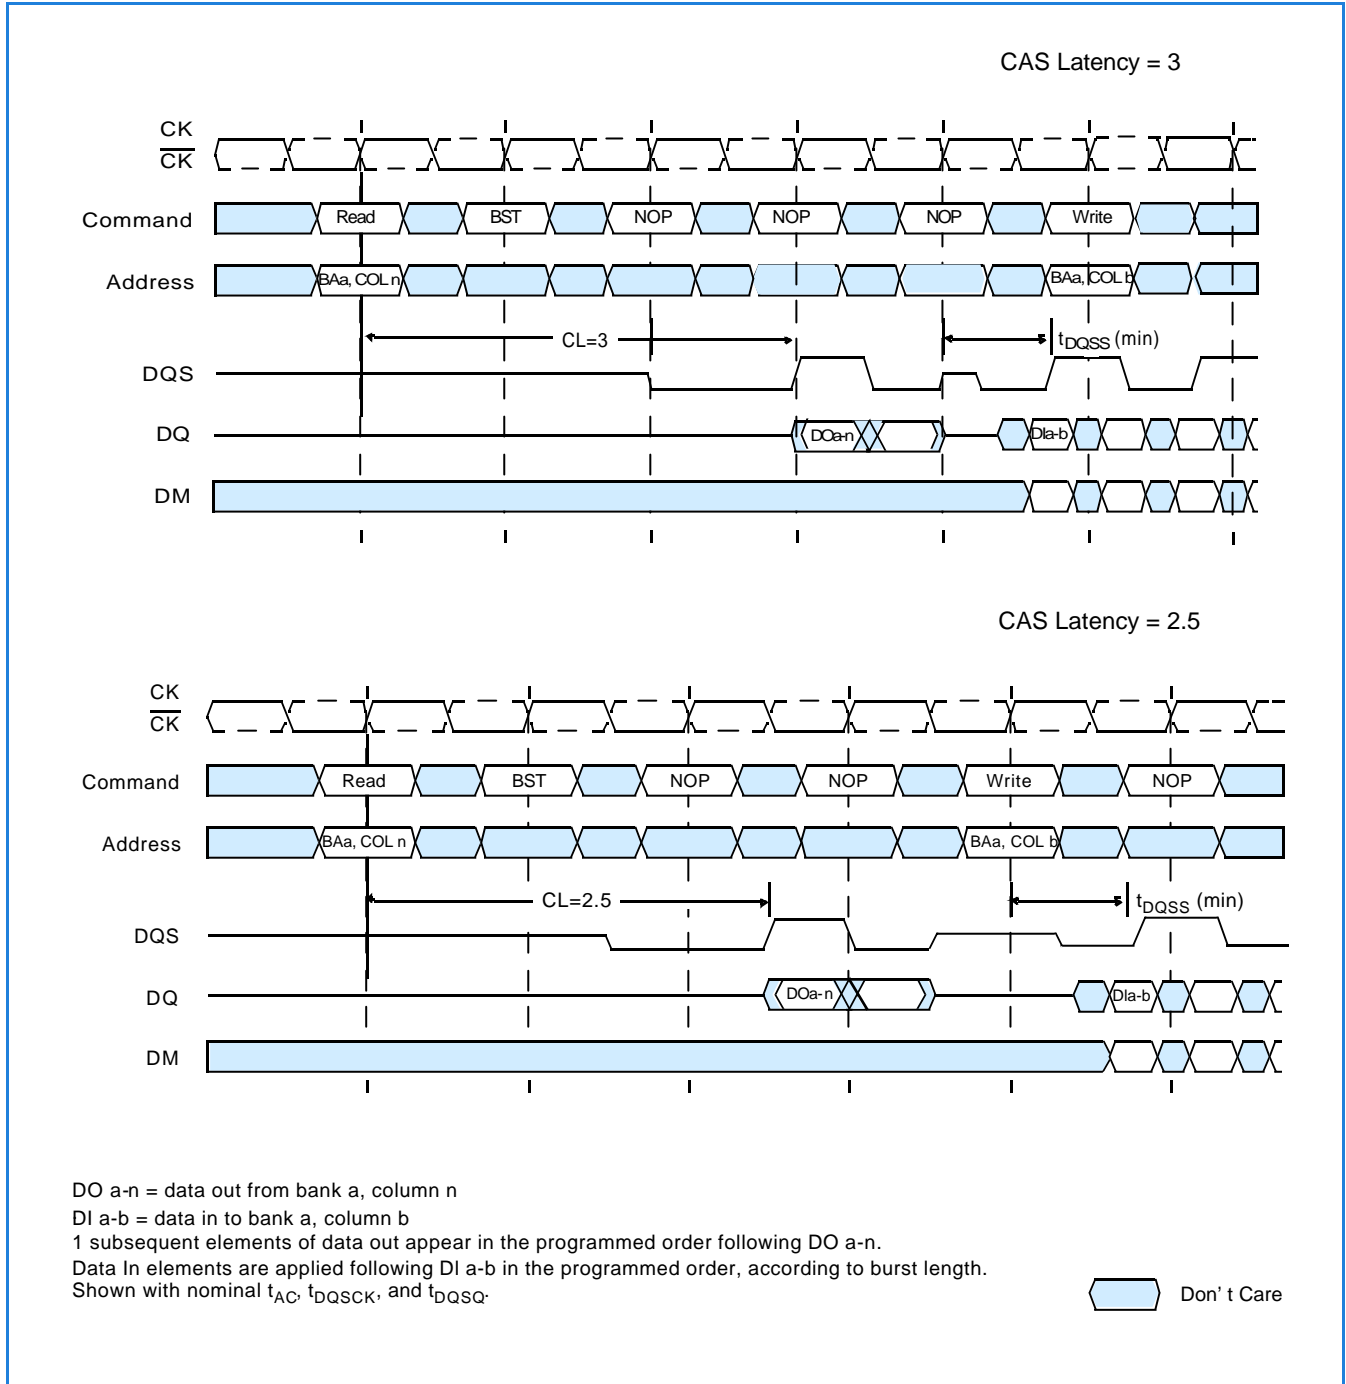 CAS Latency = 3
CK
CK
Command Read BST NOP NOP NOP Write
Address BAa, COL n BAa, COL b
CL=3 tDQSS (min)
DQS
DQ DOa-n DIa-b
DM
CAS Latency = 2.5
CK
CK
Command Read BST NOP NOP Write NOP
Address BAa, COL n BAa, COL b
CL=2.5 tDQSS (min)
DQS
DQ DOa-n DIa-b
DM
DO a-n = data out from bank a, column n
DI a-b = data in to bank a, column b
1 subsequent elements of data out appear in the programmed order following DO a-n.
Data In elements are applied following DI a-b in the programmed order, according to burst length.
Shown with nominal tAC, tDQSCK, and tDQSQ.
Don' t Care